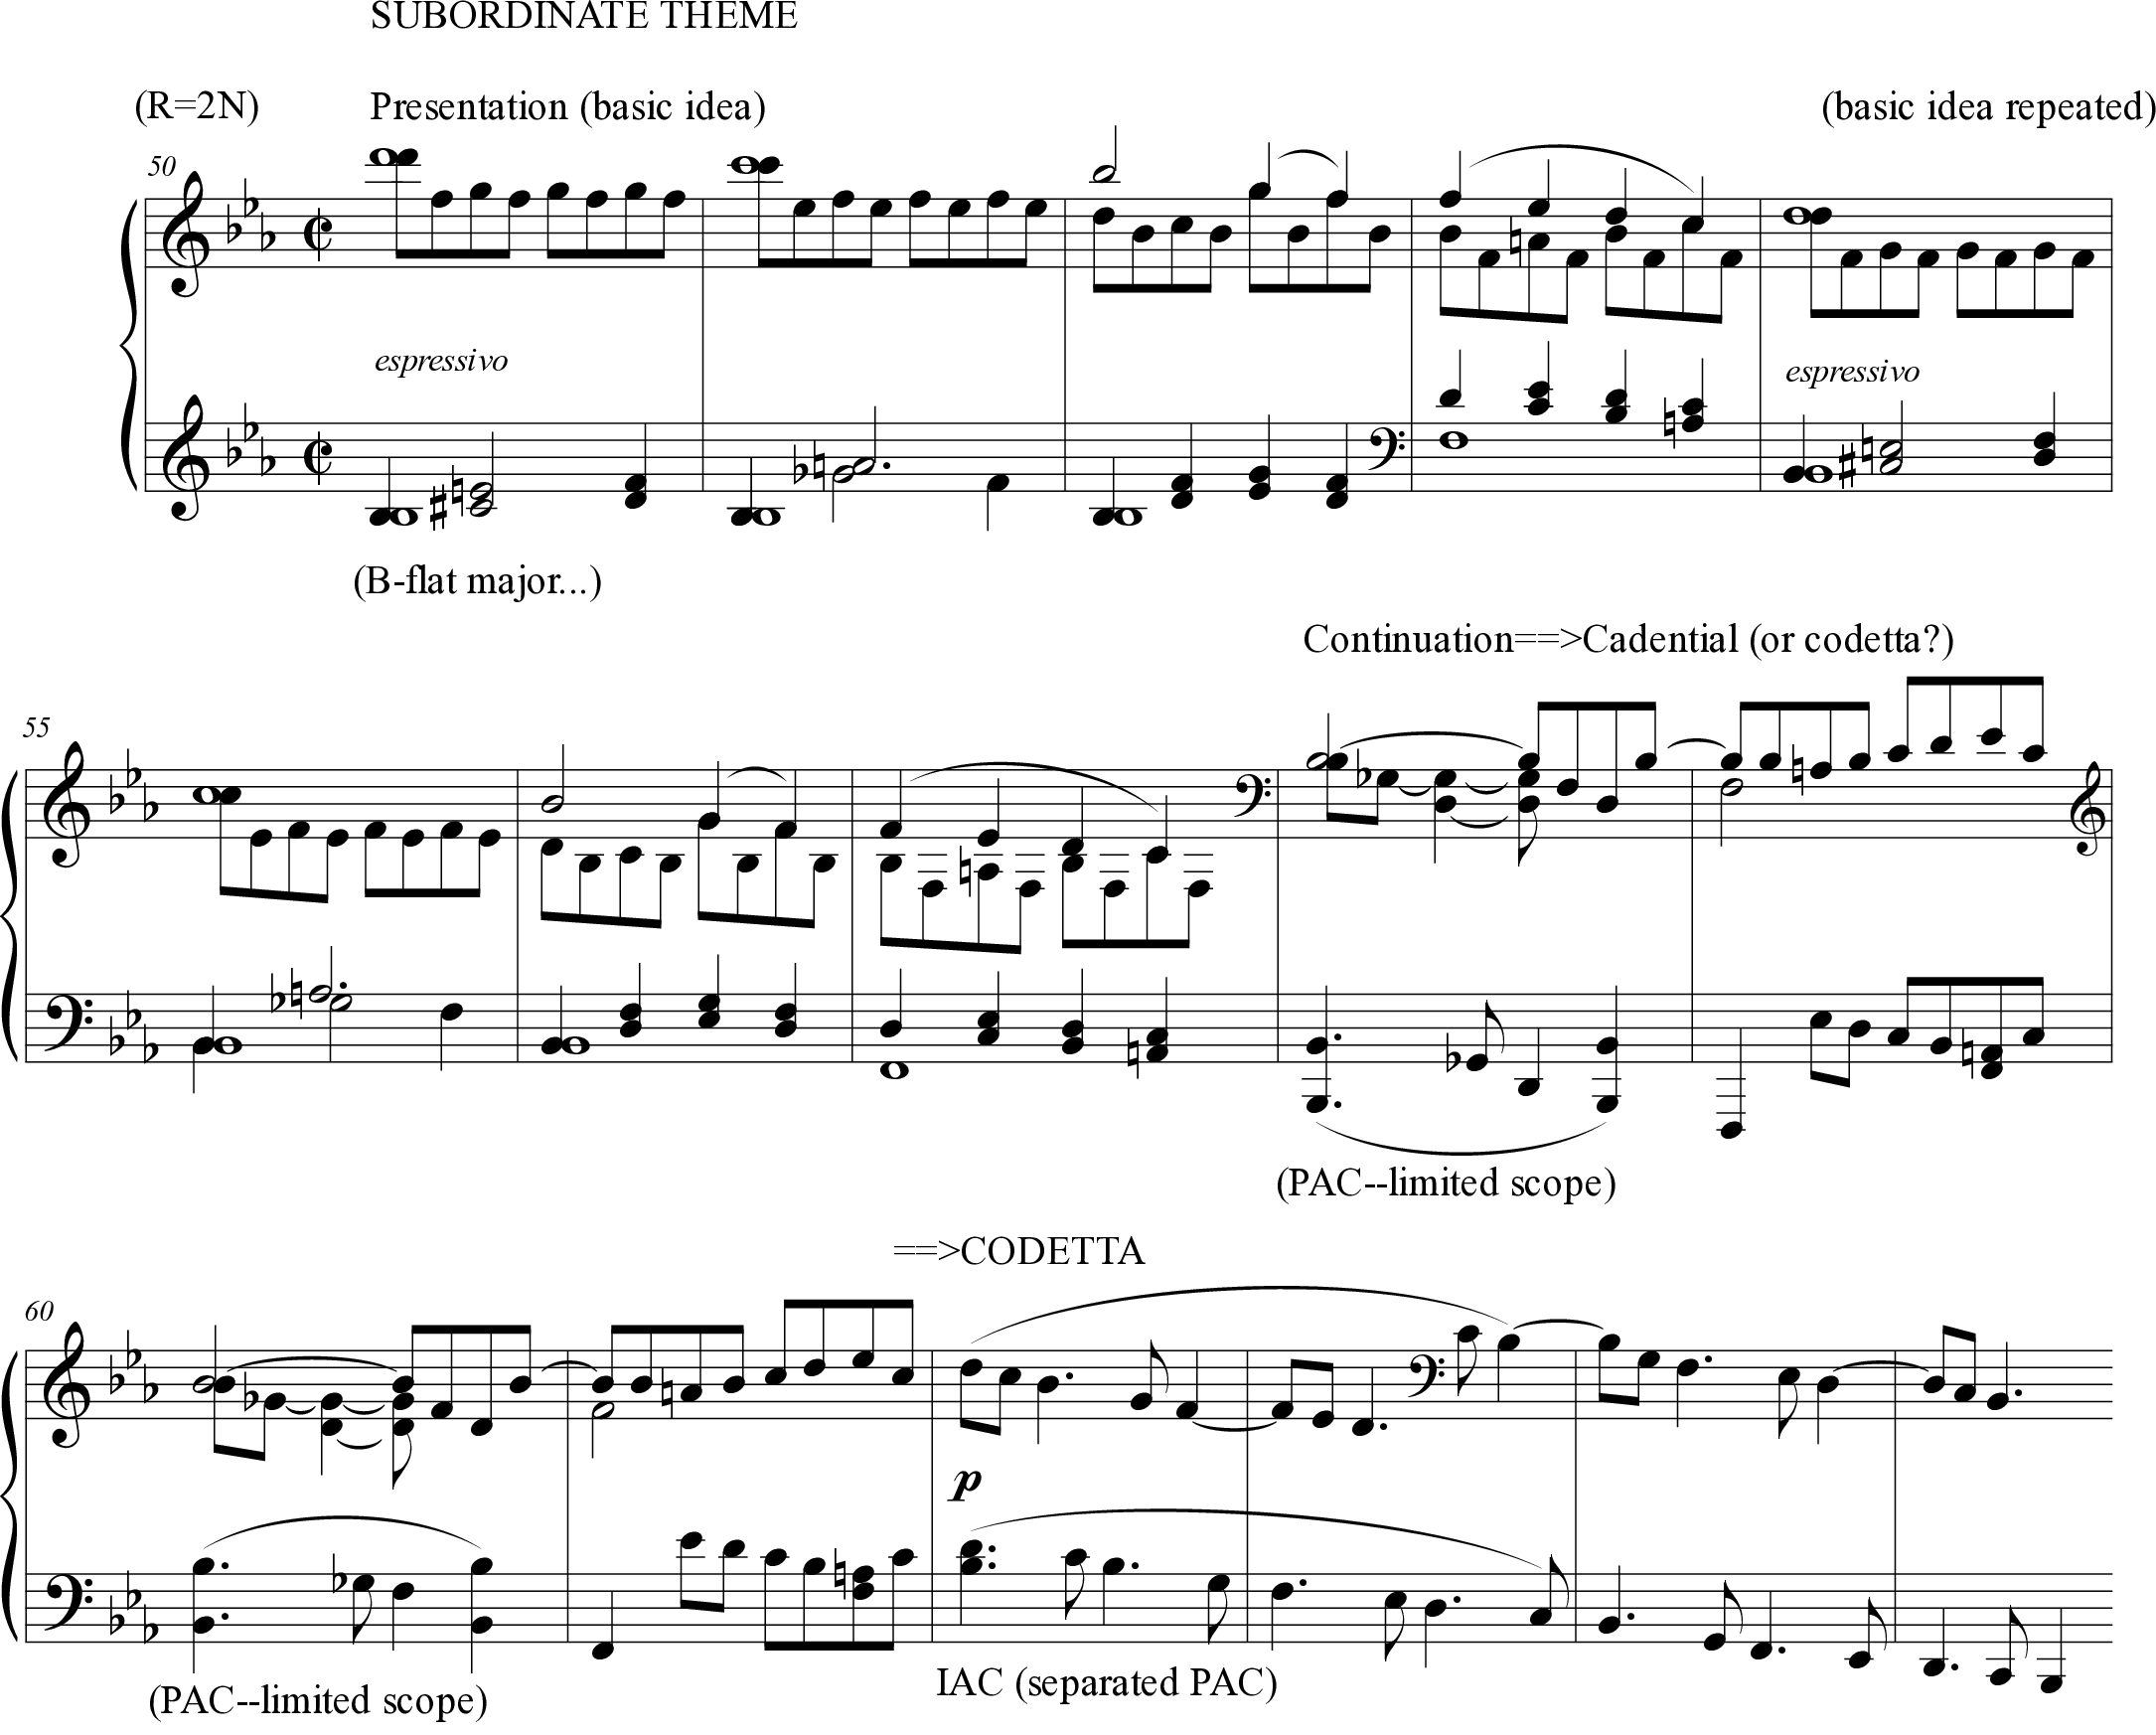 SUBORDINATE THEME
(R=2N)
Presentation (basic idea)
(basic idea repeated)
50
espressivo
espressivo
(B-flat major...)
Continuation==>Cadential (or codetta?)
55
(PAC--limited scope)
==>CODETTA
60
p
IAC (separated PAC)
(PAC--limited scope)